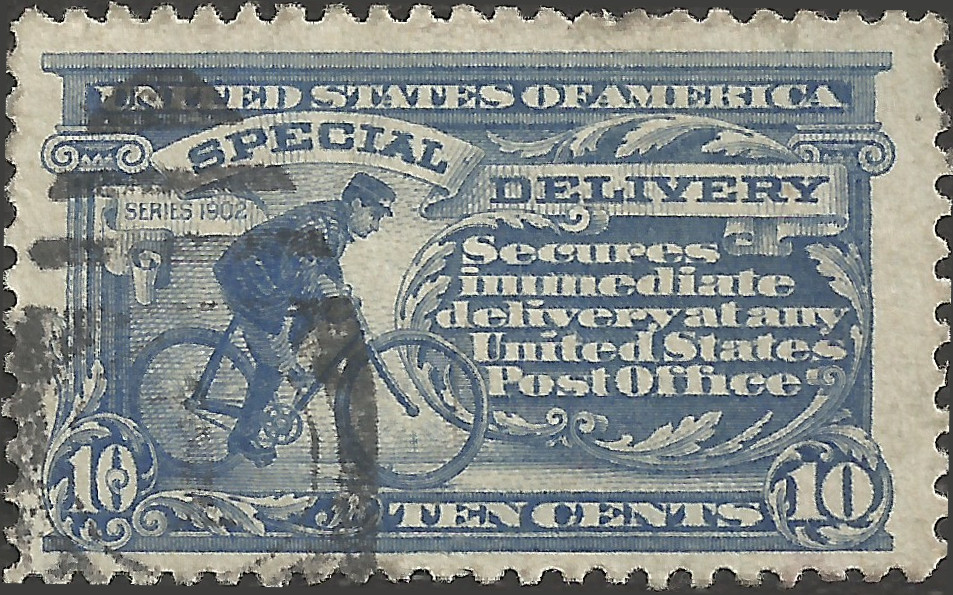 UNITED STATES OF AMERICA
SPECIAL
DELIVERY
SERIES 1902
Secures
immediate
delivery at any
United States
Post Office
10
TEN CENTS
10